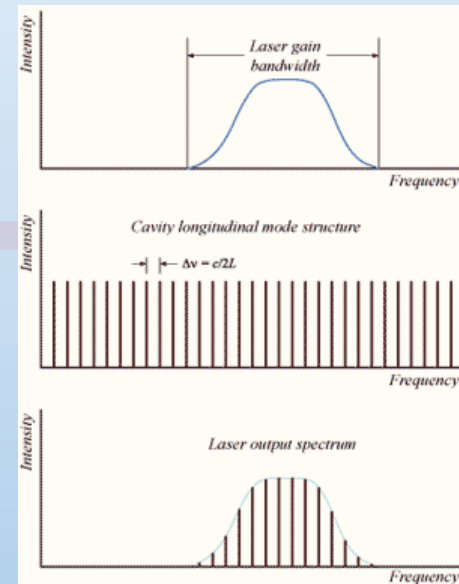 Intensity
Laser gain
bandwidth
Frequency
Intensity
Cavity longitudinal mode structure
Δν = c/2L
Frequency
Intensity
Laser output spectrum
Frequency